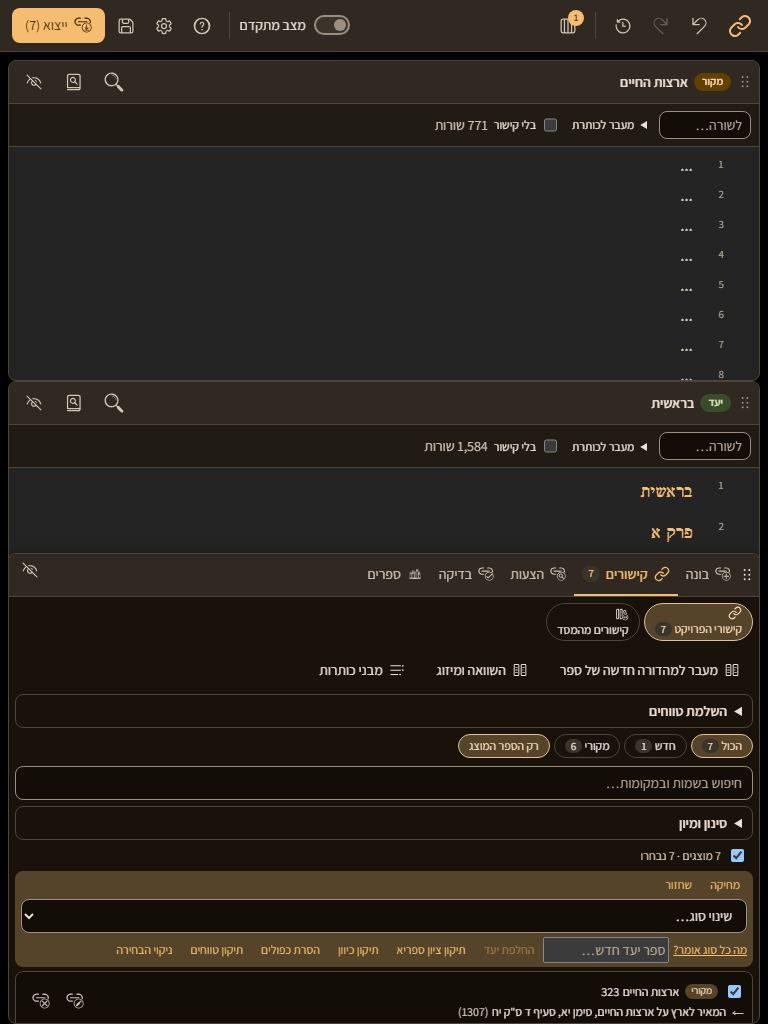 1
מצב מתקדם
ייצוא (7)
מקור ארצות החיים
לשורה... מעבר לכותרת בלי קישור 771 שורות
1 ...
2 ...
3 ...
4 ...
5 ...
6 ...
7 ...
8 ...
יעד בראשית
לשורה... מעבר לכותרת בלי קישור 1,584 שורות
1 בראשית
2 פרק א
בונה קישורים 7 הצעות בדיקה ספרים
קישורי הפרויקט 7 קישורים מהמסד
מעבר למהדורה חדשה של ספר השוואה ומיזוג מבני כותרות
השלמת טווחים
הכול 7 חדש 1 מקורי 6 רק הספר המוצג
חיפוש בשמות ובמקומות...
סינון ומיון
7 מוצגים · 7 נבחרו
מחיקה שחזור
שינוי סוג...
מה כל סוג אומר? ספר יעד חדש... החלפת יעד תיקון ציון ספריא תיקון כיוון הסרת כפולים תיקון טווחים ניקוי הבחירה
מקורי ארצות החיים 323
← המאיר לארץ על ארצות החיים, סימן יא, סעיף ד ס"ק יח (1307)